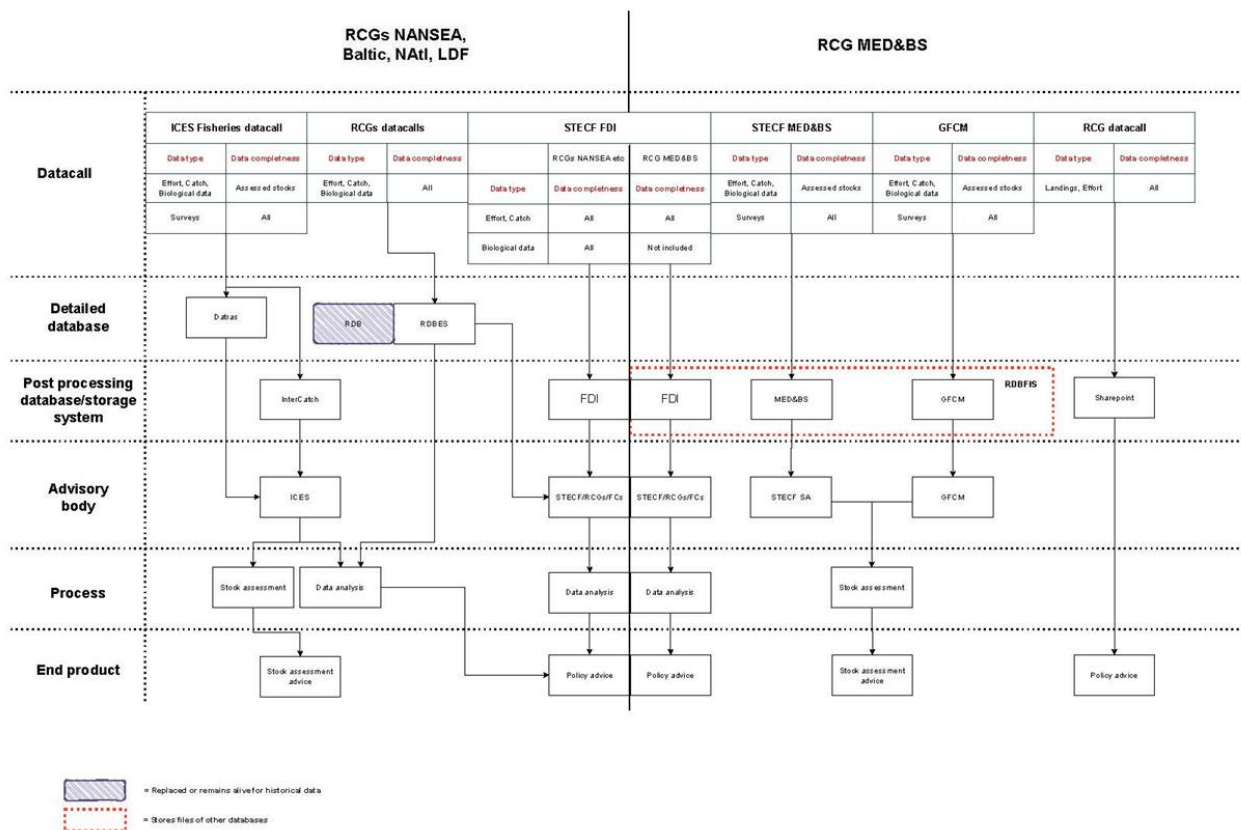 RCGs NANSEA,
Baltic, NAtl, LDF
RCG MED&BS
Datacall
ICES Fisheries datacall
RCGs datacalls
STECF FDI
STECF MED&BS
GFCM
RCG datacall
Data type
Data completness
Data type
Data completness
RCGs NANSEA etc
RCG MED&BS
Data type
Data completness
Data type
Data completness
Data type
Data completness
Effort, Catch,
Biological data
Assessed stocks
Effort, Catch,
Biological data
All
Data type
Data completness
Data completness
Effort, Catch,
Biological data
Assessed stocks
Effort, Catch,
Biological data
Assessed stocks
Landings, Effort
All
Surveys
All
Effort, Catch
All
All
Surveys
All
Surveys
All
Biological data
All
Not included
Detailed
database
Datras
RDB
RDBES
Post processing
database/storage
system
InterCatch
FDI
FDI
MED&BS
GFCM
RDBFIS
Sharepoint
Advisory
body
ICES
STECF/RCGs/FCs
STECF/RCGs/FCs
STECF SA
GFCM
Process
Stock assessment
Data analysis
Data analysis
Data analysis
Stock assessment
End product
Stock assessment
advice
Policy advice
Policy advice
Stock assessment
advice
Policy advice
= Replaced or remains alive for historical data
= Stores files of other databases